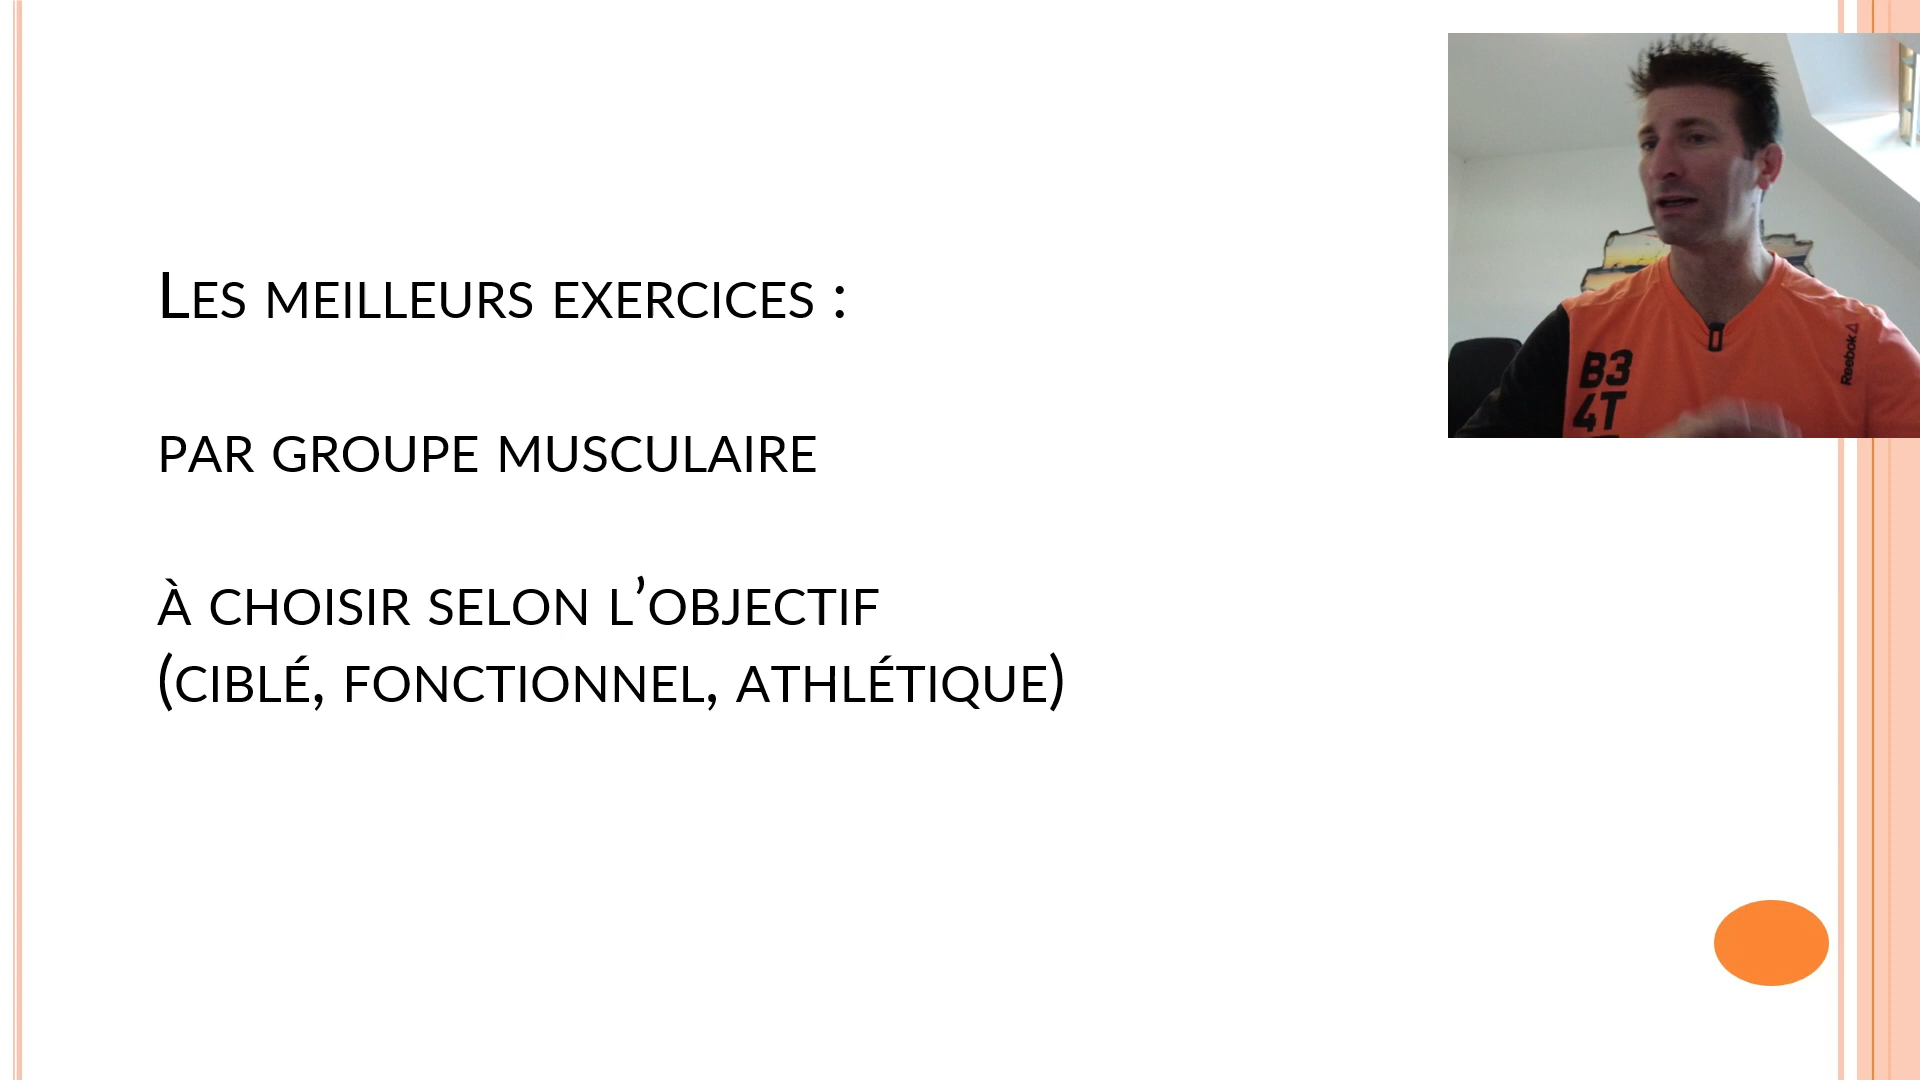 Les meilleurs exercices :
par groupe musculaire
à choisir selon l’objectif
(ciblé, fonctionnel, athlétique)
B3
4T
Reebok